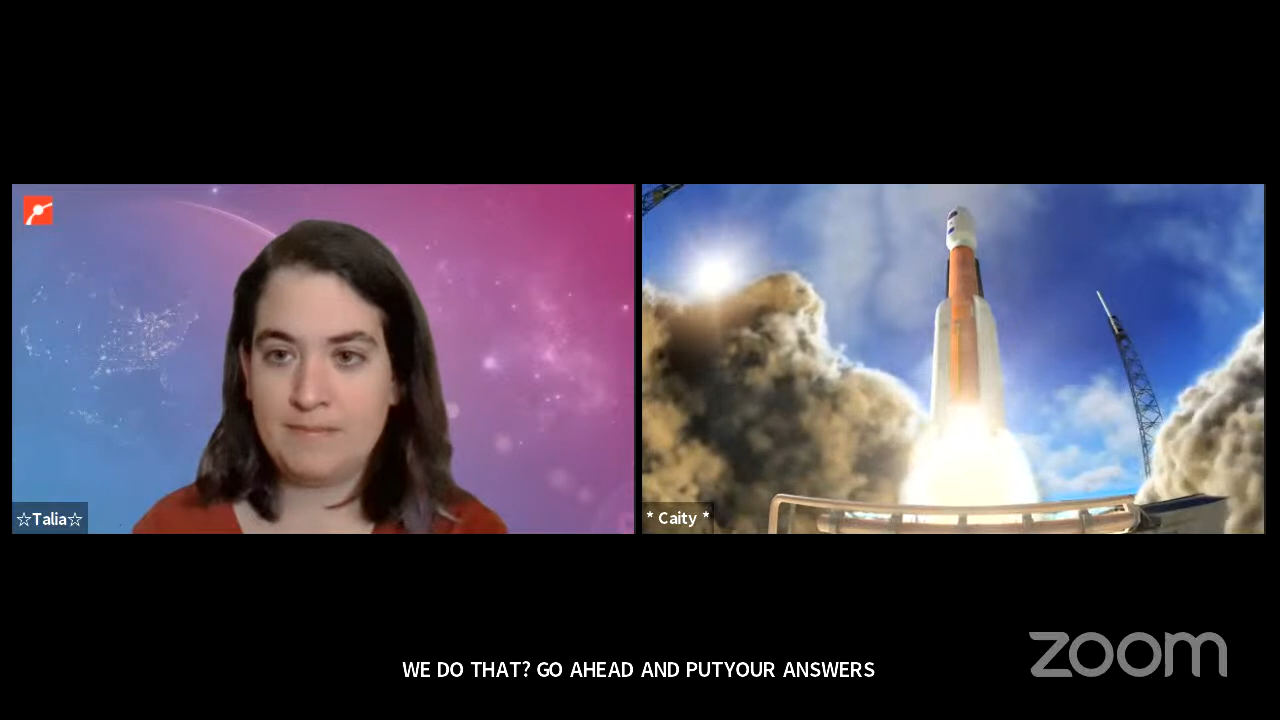 ☆Talia☆
* Caity *
WE DO THAT? GO AHEAD AND PUTYOUR ANSWERS
zoom